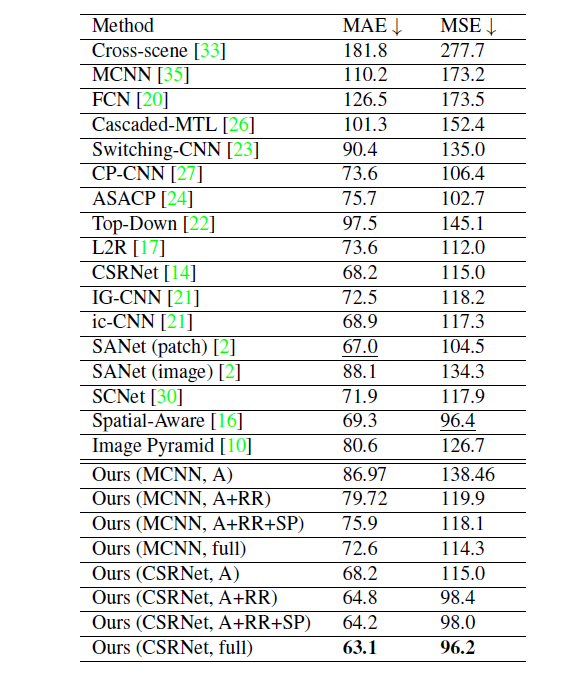 Method MAE ↓ MSE ↓
Cross-scene [33] 181.8 277.7
MCNN [35] 110.2 173.2
FCN [20] 126.5 173.5
Cascaded-MTL [26] 101.3 152.4
Switching-CNN [23] 90.4 135.0
CP-CNN [27] 73.6 106.4
ASACP [24] 75.7 102.7
Top-Down [22] 97.5 145.1
L2R [17] 73.6 112.0
CSRNet [14] 68.2 115.0
IG-CNN [21] 72.5 118.2
ic-CNN [21] 68.9 117.3
SANet (patch) [2] 67.0 104.5
SANet (image) [2] 88.1 134.3
SCNet [30] 71.9 117.9
Spatial-Aware [16] 69.3 96.4
Image Pyramid [10] 80.6 126.7
Ours (MCNN, A) 86.97 138.46
Ours (MCNN, A+RR) 79.72 119.9
Ours (MCNN, A+RR+SP) 75.9 118.1
Ours (MCNN, full) 72.6 114.3
Ours (CSRNet, A) 68.2 115.0
Ours (CSRNet, A+RR) 64.8 98.4
Ours (CSRNet, A+RR+SP) 64.2 98.0
Ours (CSRNet, full) 63.1 96.2